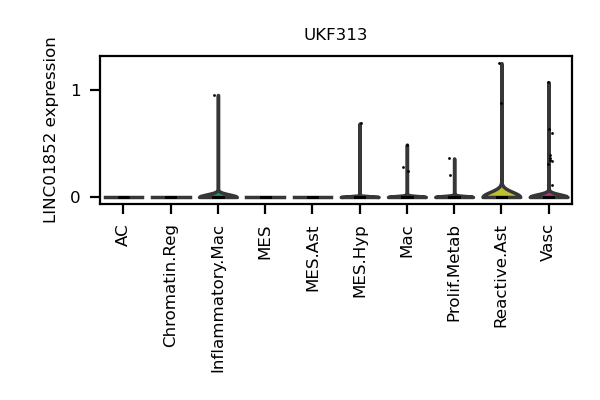 UKF313
LINC01852 expression
1
0
AC
Chromatin.Reg
Inflammatory.Mac
MES
MES.Ast
MES.Hyp
Mac
Prolif.Metab
Reactive.Ast
Vasc